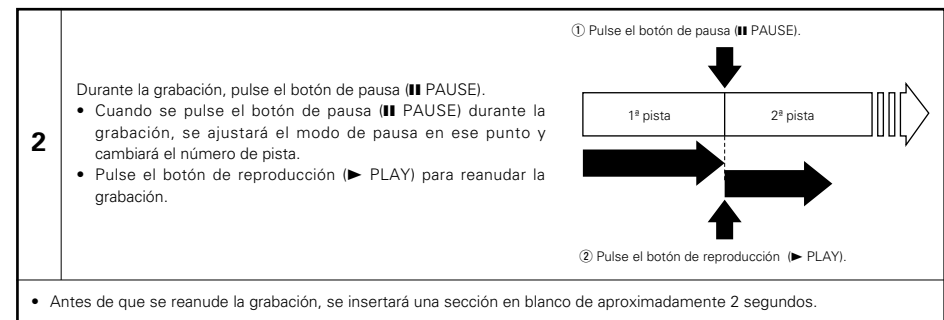 2
Durante la grabación, pulse el botón de pausa (❚❚ PAUSE).
• Cuando se pulse el botón de pausa (❚❚ PAUSE) durante la
grabación, se ajustará el modo de pausa en ese punto y
cambiará el número de pista.
• Pulse el botón de reproducción (► PLAY) para reanudar la
grabación.
① Pulse el botón de pausa (❚❚ PAUSE).
1ª pista 2ª pista
② Pulse el botón de reproducción (► PLAY).
• Antes de que se reanude la grabación, se insertará una sección en blanco de aproximadamente 2 segundos.